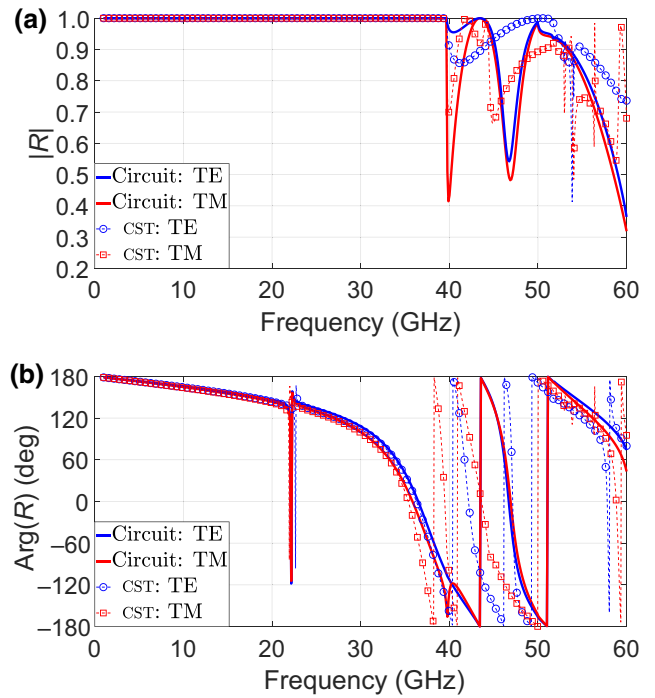 (a)
1.0
0.9
0.8
0.7
0.6
0.5
0.4
0.3
0.2
|R|
Circuit: TE
Circuit: TM
CST: TE
CST: TM
0 10 20 30 40 50 60
Frequency (GHz)
(b)
180
120
60
0
−60
−120
−180
Arg(R) (deg)
Circuit: TE
Circuit: TM
CST: TE
CST: TM
0 10 20 30 40 50 60
Frequency (GHz)